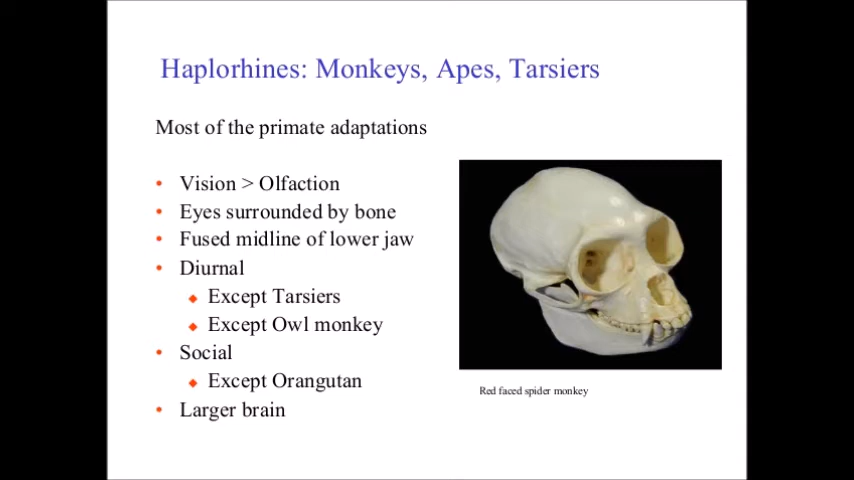 Haplorhines: Monkeys, Apes, Tarsiers
Most of the primate adaptations
• Vision > Olfaction
• Eyes surrounded by bone
• Fused midline of lower jaw
• Diurnal
◆ Except Tarsiers
◆ Except Owl monkey
• Social
◆ Except Orangutan
• Larger brain
Red faced spider monkey